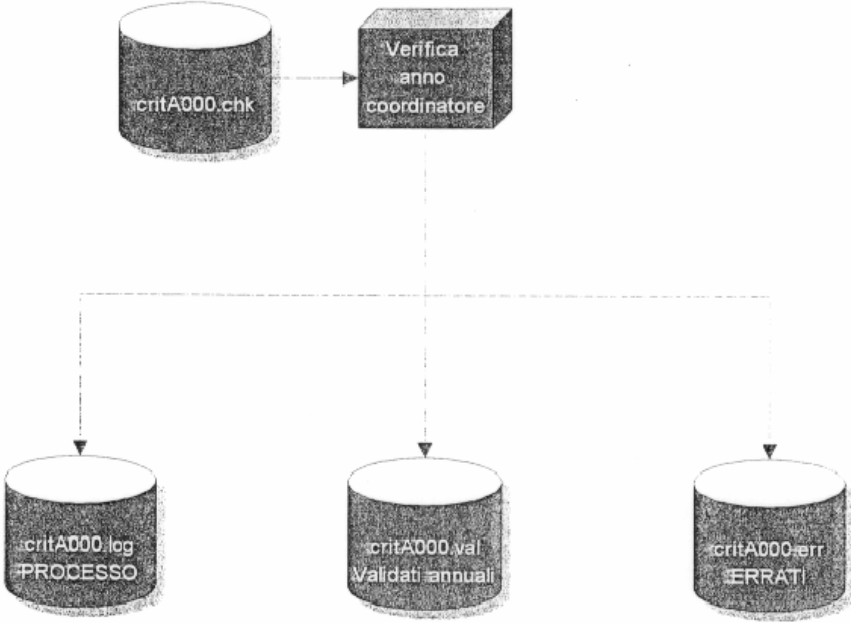 critA000.chk
Verifica
anno
coordinatore
critA000.log
PROCESSO
critA000.val
Validati annuali
critA000.err
ERRATI